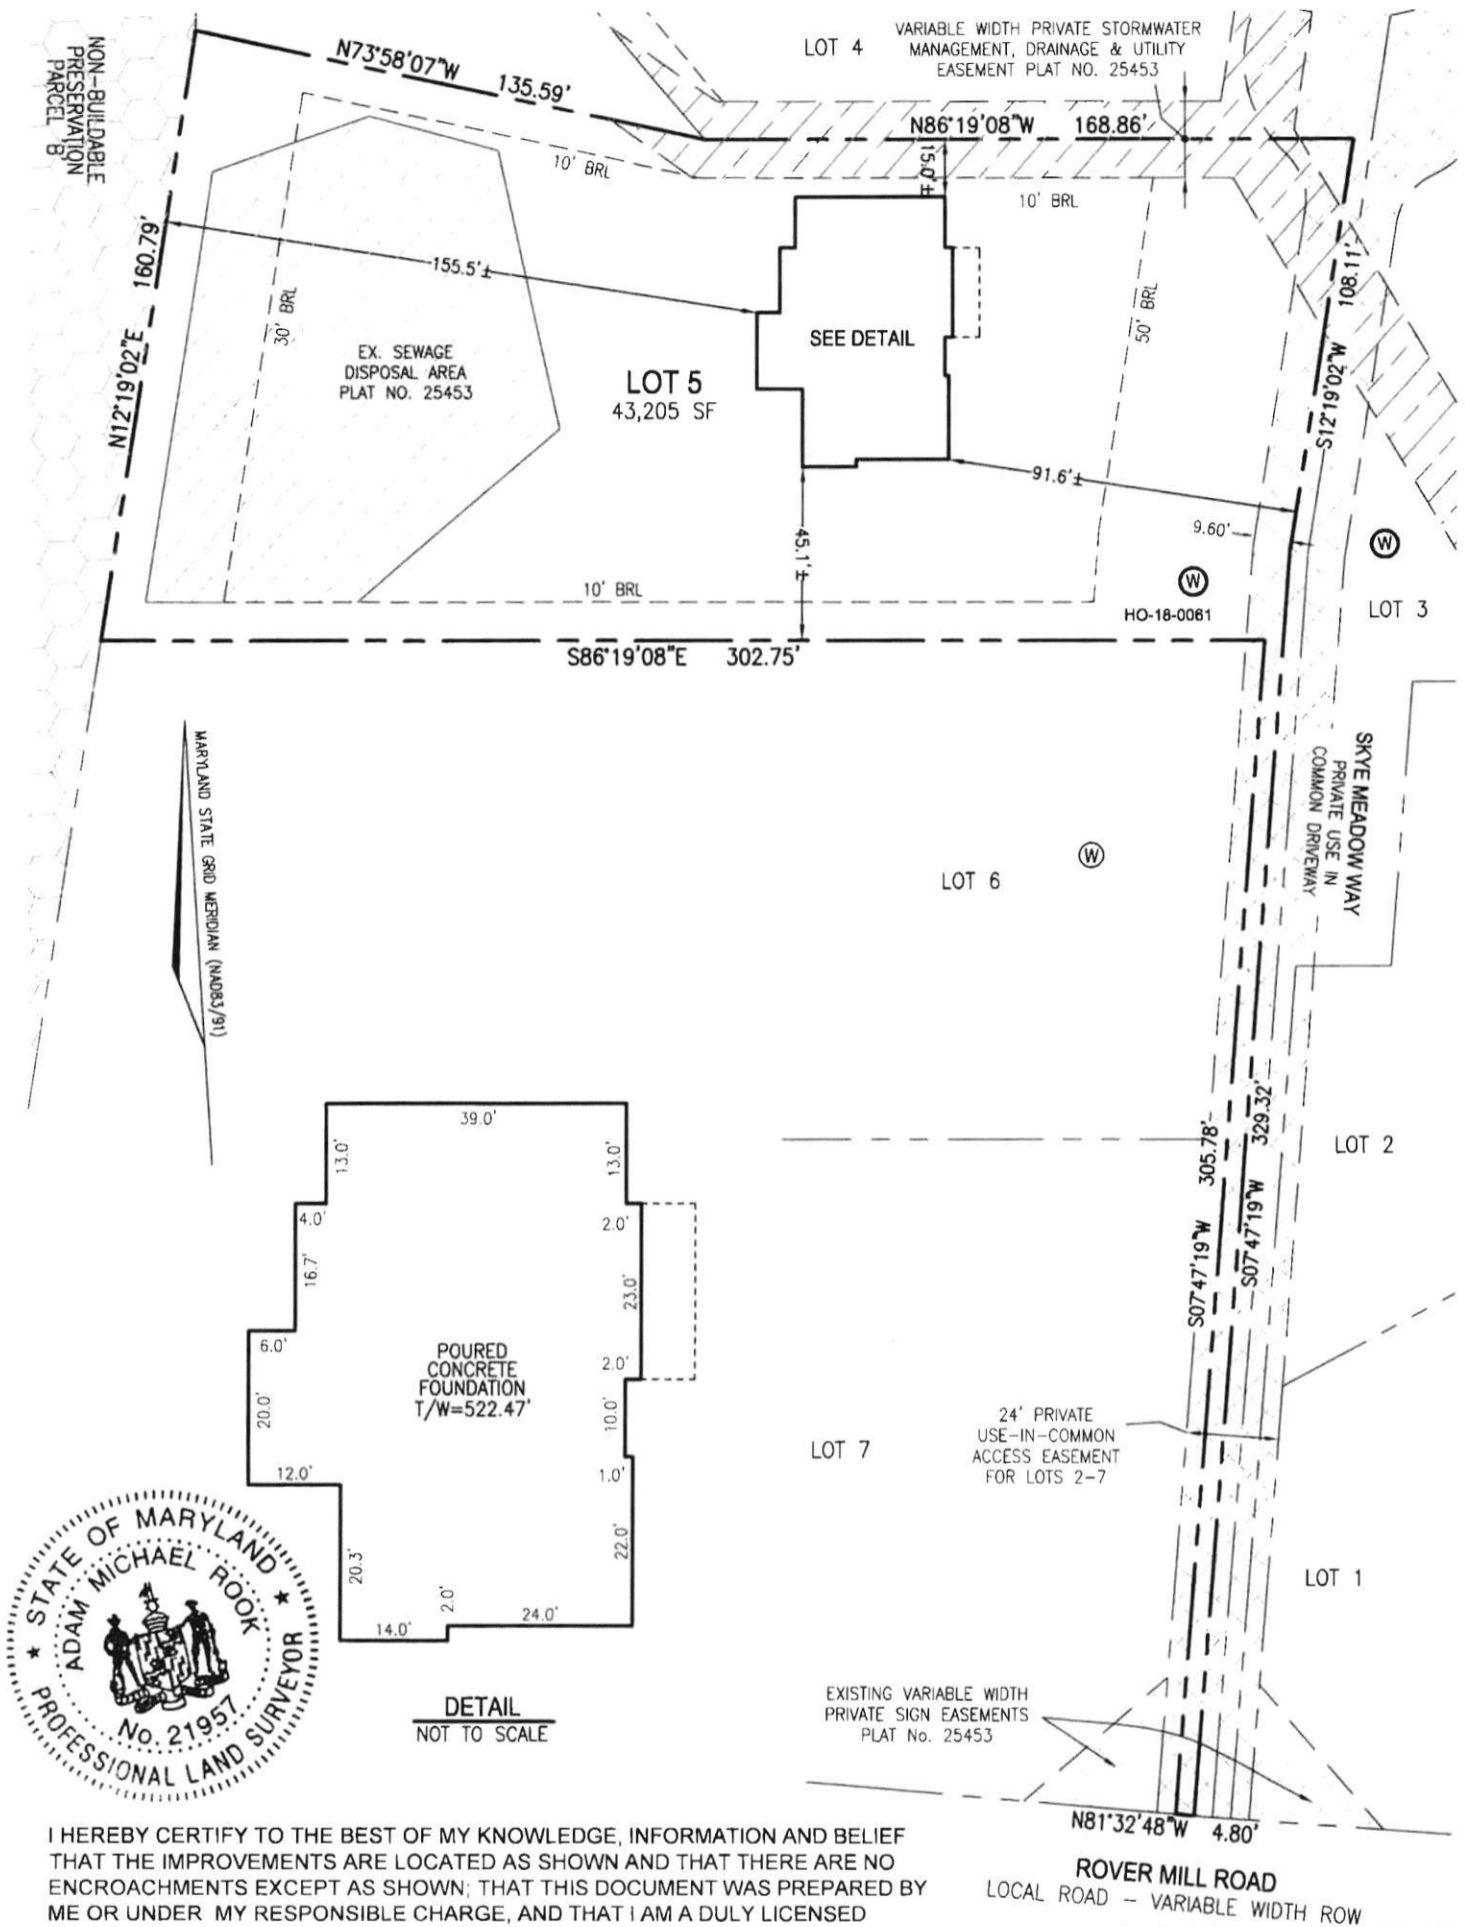 NON-BUILDABLE
PRESERVATION
PARCEL 'B'
N73°58'07"W 135.59'
LOT 4
VARIABLE WIDTH PRIVATE STORMWATER
MANAGEMENT, DRAINAGE & UTILITY
EASEMENT PLAT NO. 25453
N86°19'08"W 168.86'
15.0'±
10' BRL
10' BRL
N12°19'02"E 160.79'
155.5'±
30' BRL
EX. SEWAGE
DISPOSAL AREA
PLAT NO. 25453
LOT 5
43,205 SF
SEE DETAIL
50' BRL
S12°19'02"W 108.11'
91.6'±
45.1'±
9.60'
W
W
HO-18-0061
LOT 3
10' BRL
S86°19'08"E 302.75'
MARYLAND STATE GRID MERIDIAN (NAD83/91)
SKYE MEADOW WAY
PRIVATE USE IN
COMMON DRIVEWAY
LOT 6
W
S07°47'19"W 305.78'
S07°47'19"W 329.32'
LOT 2
39.0'
13.0'
13.0'
4.0'
2.0'
16.7'
23.0'
6.0'
2.0'
POURED
CONCRETE
FOUNDATION
T/W=522.47'
20.0'
10.0'
12.0'
1.0'
20.3'
22.0'
2.0'
14.0'
24.0'
DETAIL
NOT TO SCALE
LOT 7
24' PRIVATE
USE-IN-COMMON
ACCESS EASEMENT
FOR LOTS 2-7
LOT 1
STATE OF MARYLAND
ADAM MICHAEL ROOK
No. 21957
PROFESSIONAL LAND SURVEYOR
EXISTING VARIABLE WIDTH
PRIVATE SIGN EASEMENTS
PLAT No. 25453
N81°32'48"W 4.80'
ROVER MILL ROAD
LOCAL ROAD - VARIABLE WIDTH ROW
I HEREBY CERTIFY TO THE BEST OF MY KNOWLEDGE, INFORMATION AND BELIEF
THAT THE IMPROVEMENTS ARE LOCATED AS SHOWN AND THAT THERE ARE NO
ENCROACHMENTS EXCEPT AS SHOWN; THAT THIS DOCUMENT WAS PREPARED BY
ME OR UNDER MY RESPONSIBLE CHARGE, AND THAT I AM A DULY LICENSED